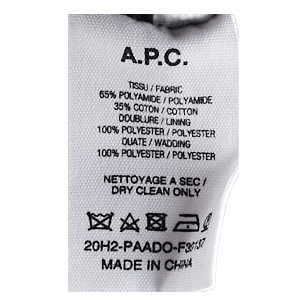 A.P.C.
TISSU / FABRIC
65% POLYAMIDE / POLYAMIDE
35% COTON / COTTON
DOUBLURE / LINING
100% POLYESTER / POLYESTER
OUATE / WADDING
100% POLYESTER / POLYESTER
NETTOYAGE A SEC /
DRY CLEAN ONLY
20H2-PAADO-F30137
MADE IN CHINA